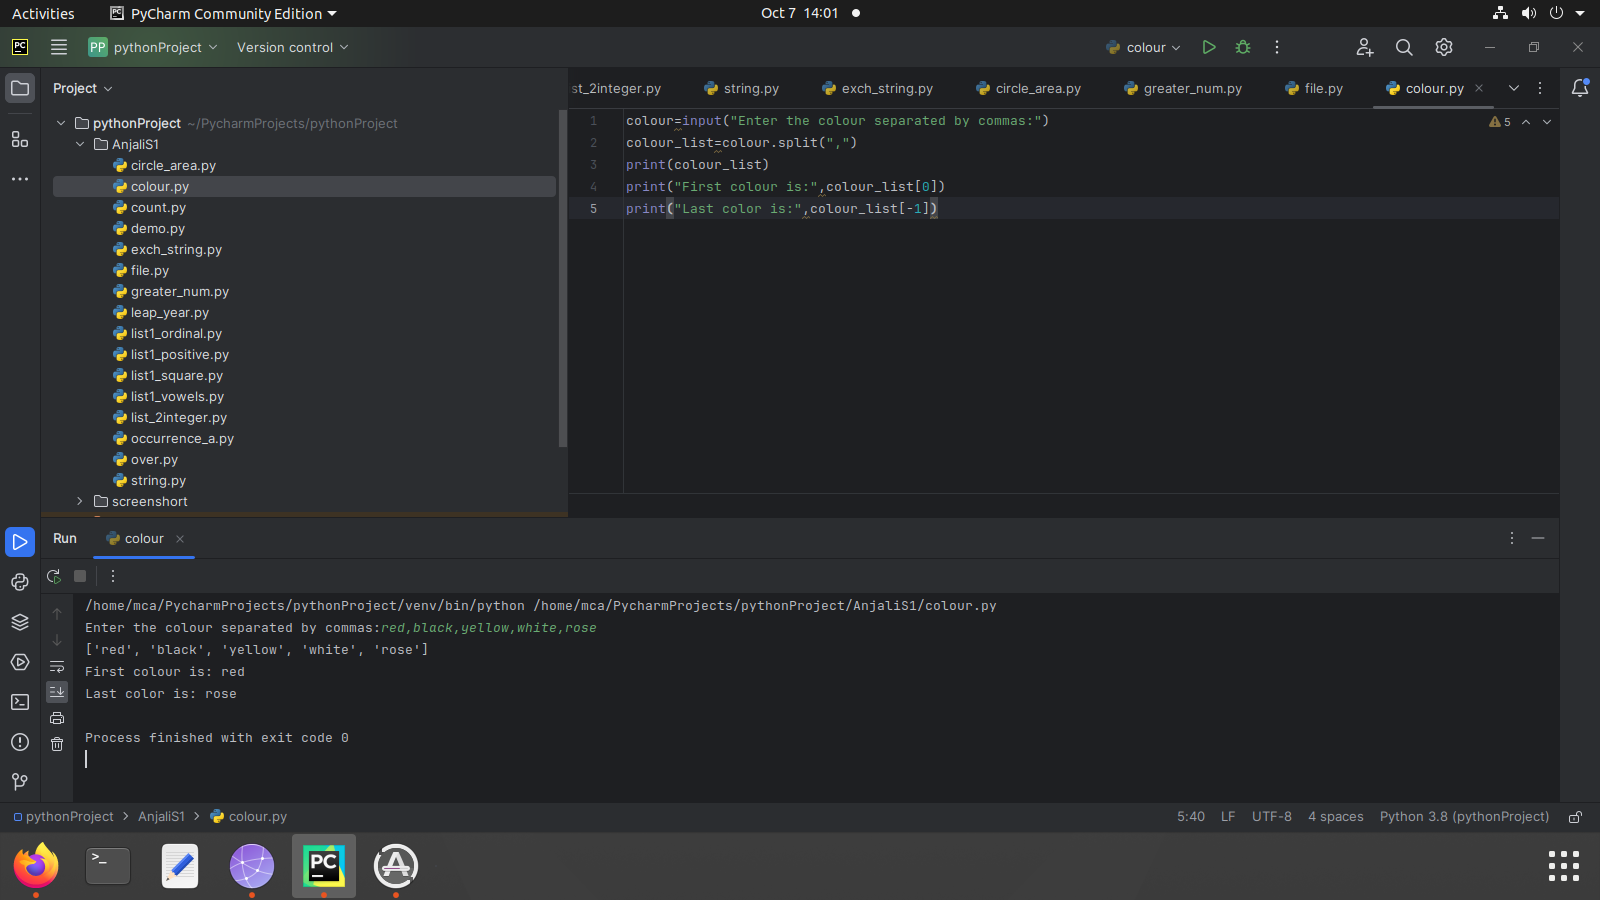 Activities PyCharm Community Edition Oct 7 14:01
PC PP pythonProject Version control colour
Project
st_2integer.py string.py exch_string.py circle_area.py greater_num.py file.py colour.py
pythonProject ~/PycharmProjects/pythonProject
AnjaliS1
circle_area.py
colour.py
count.py
demo.py
exch_string.py
file.py
greater_num.py
leap_year.py
list1_ordinal.py
list1_positive.py
list1_square.py
list1_vowels.py
list_2integer.py
occurrence_a.py
over.py
string.py
screenshort
1 colour=input("Enter the colour separated by commas:")
2 colour_list=colour.split(",")
3 print(colour_list)
4 print("First colour is:",colour_list[0])
5 print("Last color is:",colour_list[-1])
5
Run colour
/home/mca/PycharmProjects/pythonProject/venv/bin/python /home/mca/PycharmProjects/pythonProject/AnjaliS1/colour.py
Enter the colour separated by commas:red,black,yellow,white,rose
['red', 'black', 'yellow', 'white', 'rose']
First colour is: red
Last color is: rose
Process finished with exit code 0
pythonProject > AnjaliS1 > colour.py 5:40 LF UTF-8 4 spaces Python 3.8 (pythonProject)
>_ PC